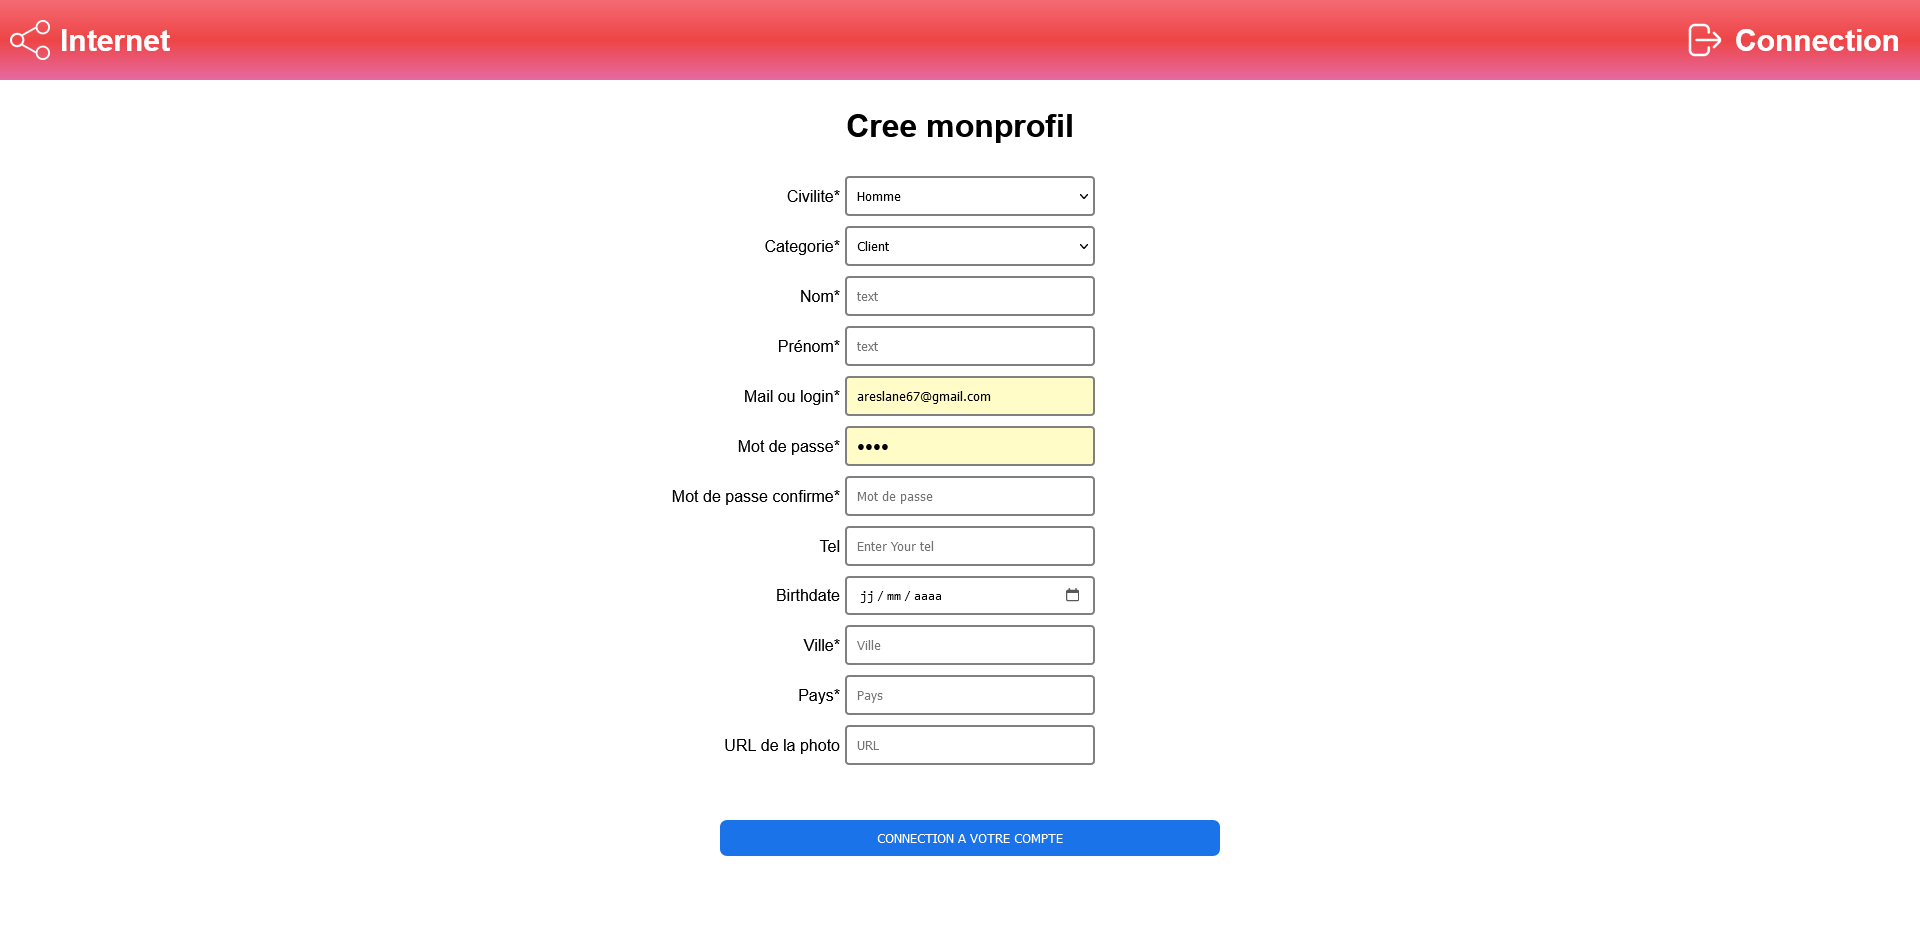 Internet
Connection
Cree monprofil
Civilite* Homme
Categorie* Client
Nom* text
Prénom* text
Mail ou login* areslane67@gmail.com
Mot de passe* ••••
Mot de passe confirme* Mot de passe
Tel Enter Your tel
Birthdate jj / mm / aaaa
Ville* Ville
Pays* Pays
URL de la photo URL
CONNECTION A VOTRE COMPTE